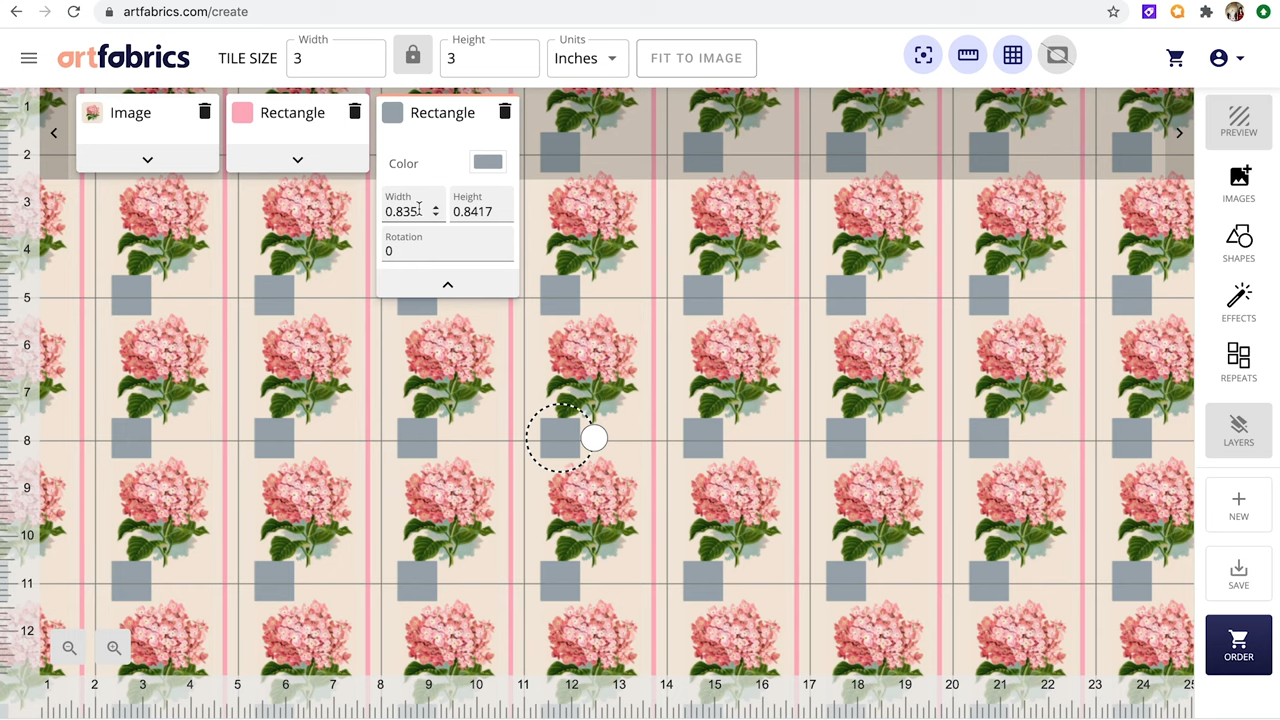 artfabrics.com/create
artfabrics
TILE SIZE
Width
3
Height
3
Units
Inches
FIT TO IMAGE
Image
Rectangle
Rectangle
Color
Width
0.835
Height
0.8417
Rotation
0
PREVIEW
IMAGES
SHAPES
EFFECTS
REPEATS
LAYERS
NEW
SAVE
ORDER
1
2
3
4
5
6
7
8
9
10
11
12
1 2 3 4 5 6 7 8 9 10 11 12 13 14 15 16 17 18 19 20 21 22 23 24 25